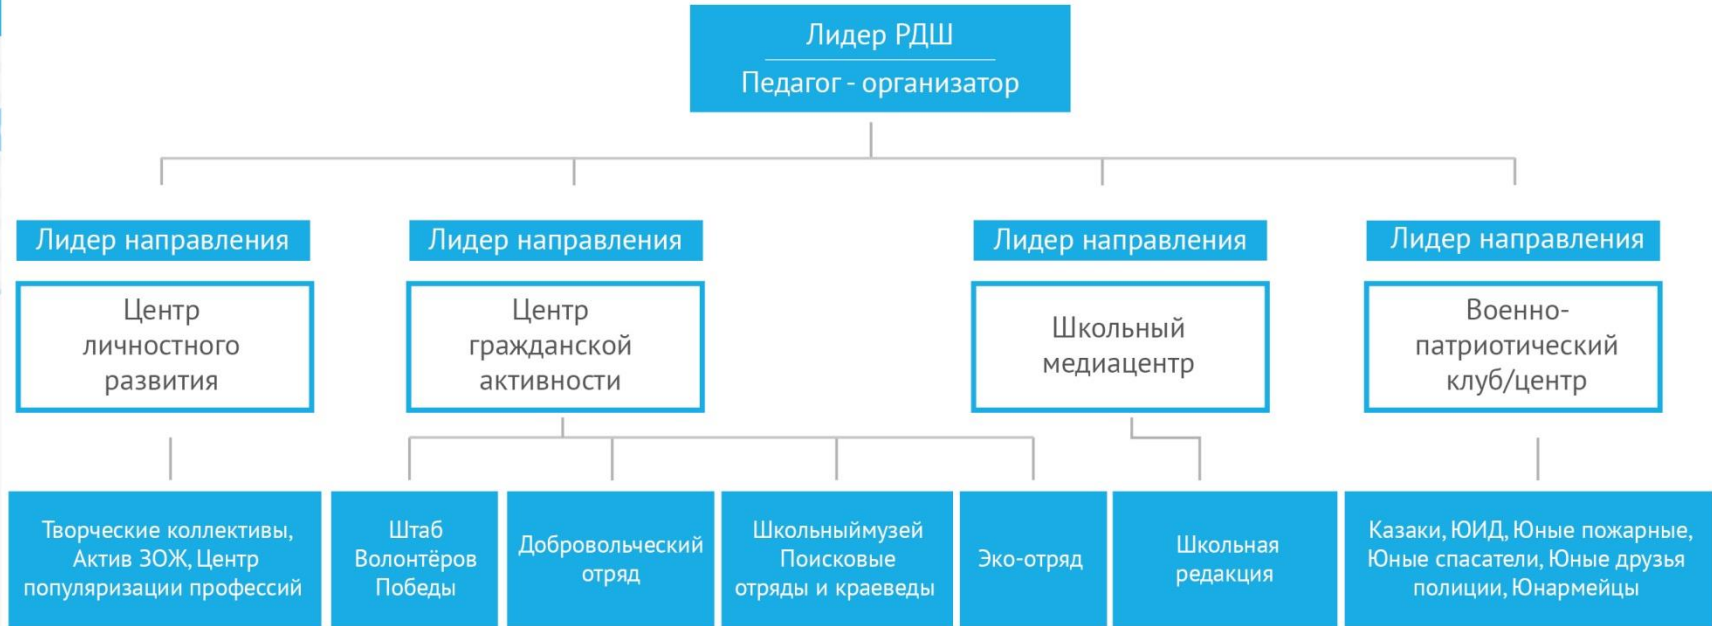 Лидер РДШ
Педагог - организатор
Лидер направления
Лидер направления
Лидер направления
Лидер направления
Центр
личностного
развития
Центр
гражданской
активности
Школьный
медиацентр
Военно-
патриотический
клуб/центр
Творческие коллективы,
Актив ЗОЖ, Центр
популяризации профессий
Штаб
Волонтёров
Победы
Добровольческий
отряд
Школьныймузей
Поисковые
отряды и краеведы
Эко-отряд
Школьная
редакция
Казаки, ЮИД, Юные пожарные,
Юные спасатели, Юные друзья
полиции, Юнармейцы